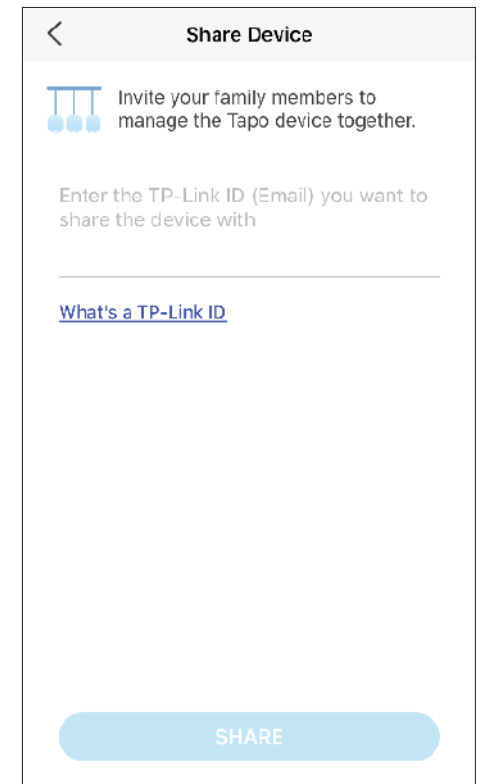 Share Device
Invite your family members to
manage the Tapo device together.
Enter the TP-Link ID (Email) you want to
share the device with
What's a TP-Link ID
SHARE